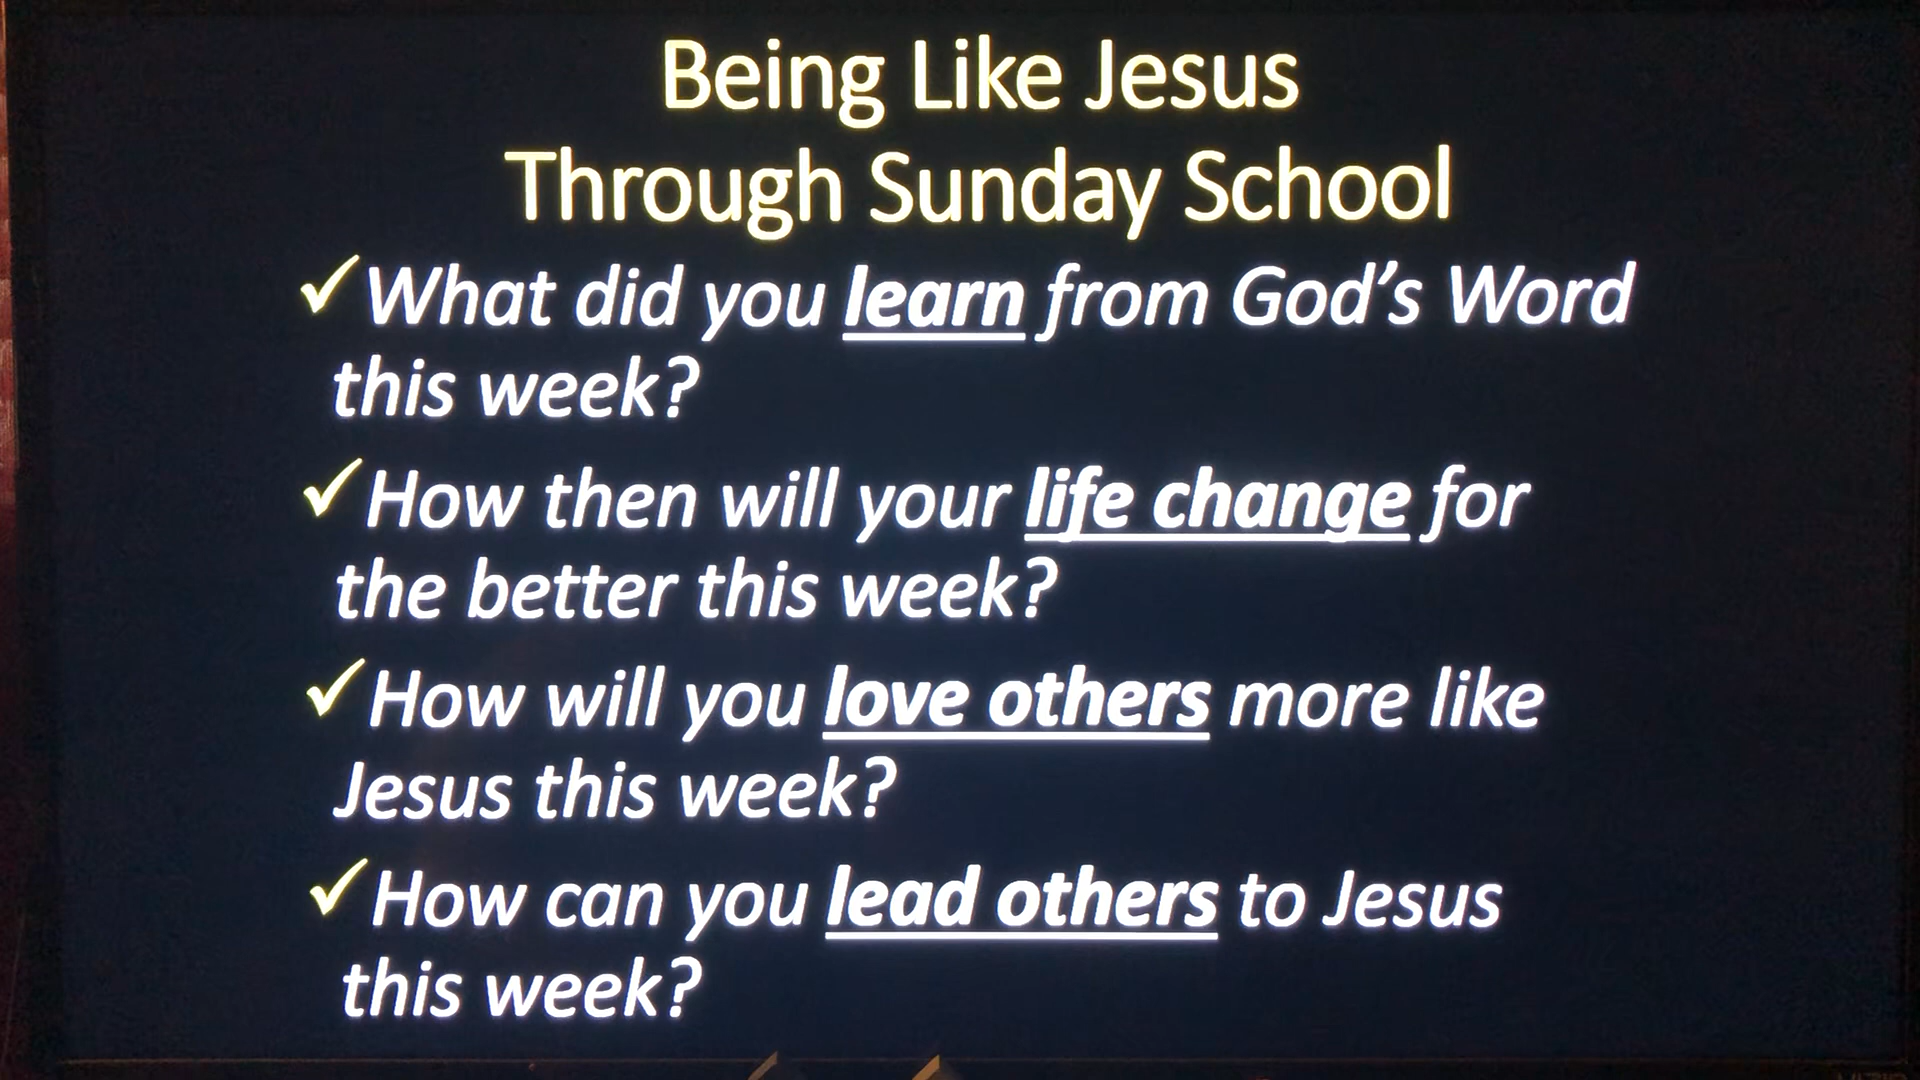 Being Like Jesus
Through Sunday School
✓What did you learn from God's Word
this week?
✓How then will your life change for
the better this week?
✓How will you love others more like
Jesus this week?
✓How can you lead others to Jesus
this week?